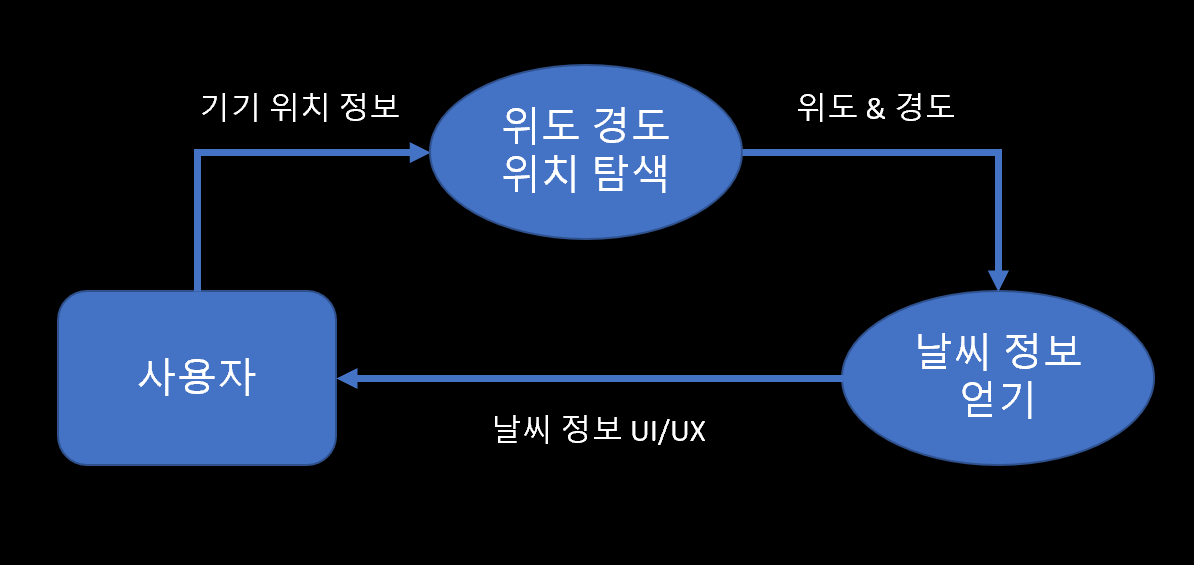 기기 위치 정보
위도 경도
위치 탐색
위도 & 경도
사용자
날씨 정보
얻기
날씨 정보 UI/UX